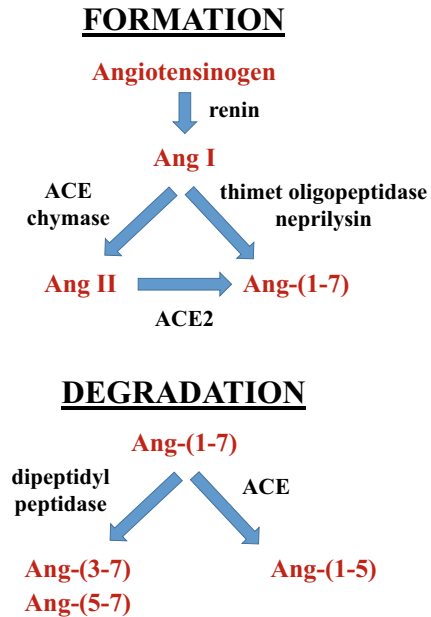 FORMATION
Angiotensinogen
renin
Ang I
ACE
chymase
thimet oligopeptidase
neprilysin
Ang II
Ang-(1-7)
ACE2
DEGRADATION
Ang-(1-7)
dipeptidyl
peptidase
ACE
Ang-(3-7)
Ang-(5-7)
Ang-(1-5)